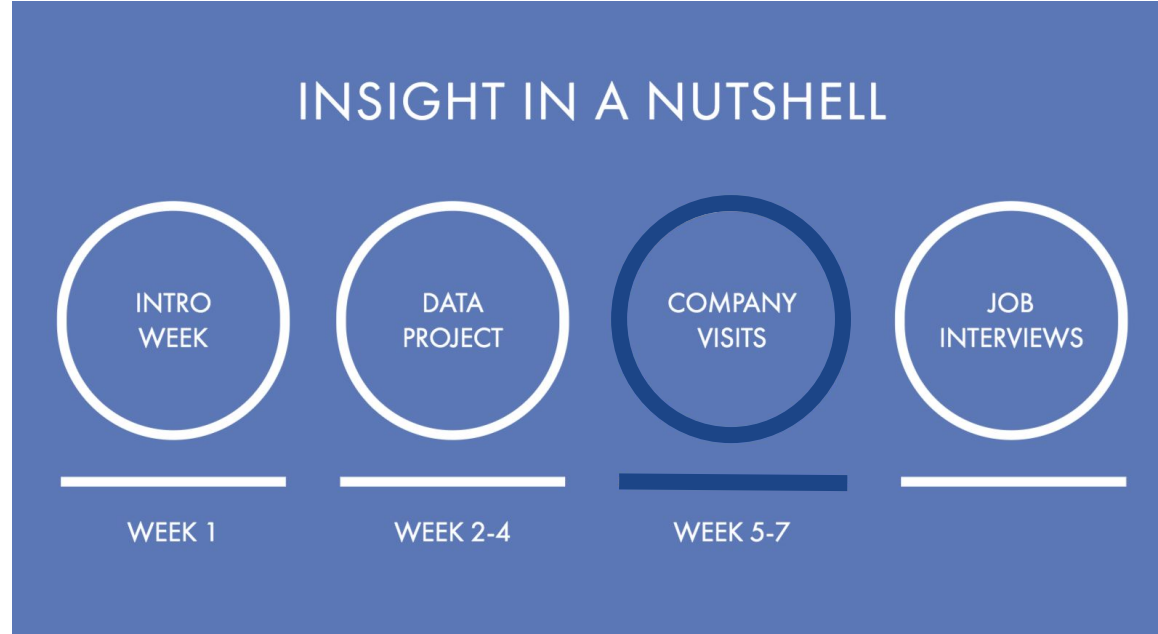 INSIGHT IN A NUTSHELL
INTRO
WEEK
DATA
PROJECT
COMPANY
VISITS
JOB
INTERVIEWS
WEEK 1
WEEK 2-4
WEEK 5-7